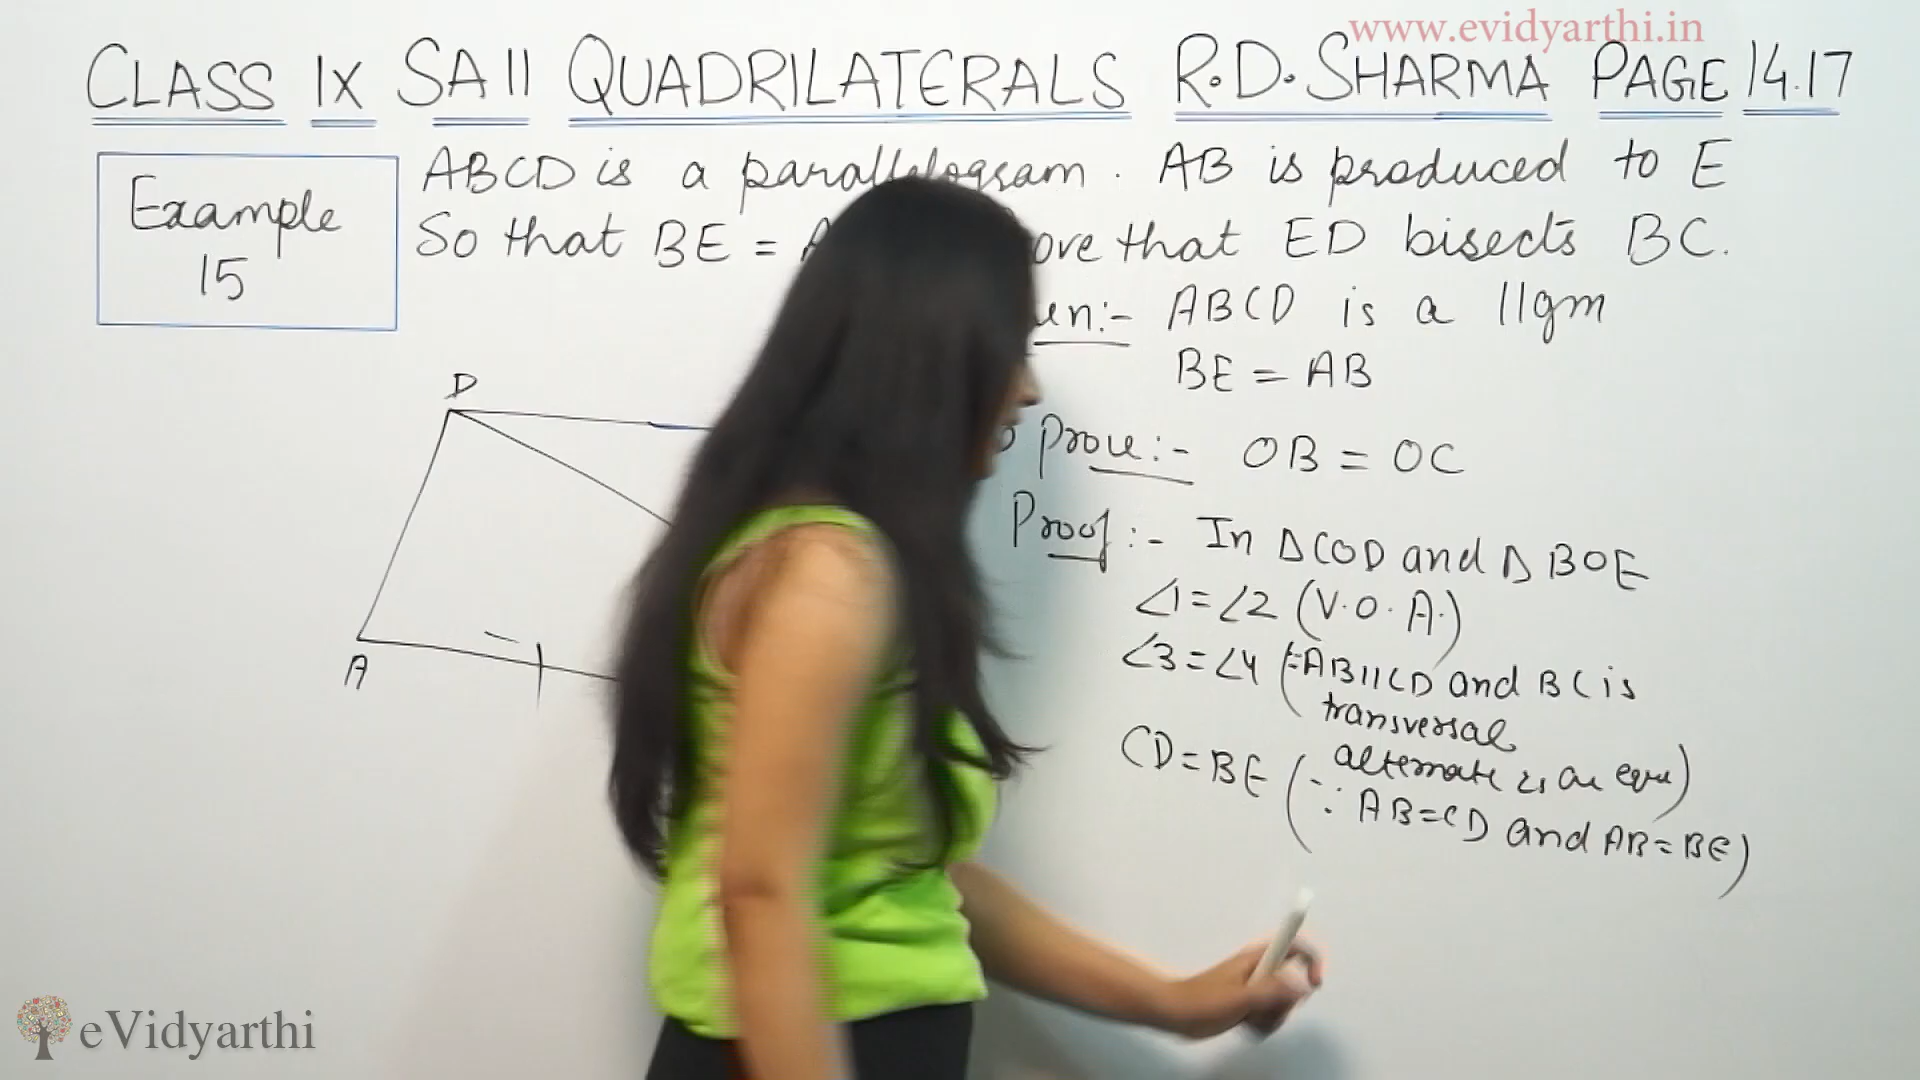 www.evidyarthi.in
CLASS IX SA II QUADRILATERALS R.D. SHARMA PAGE 14.17
Example
15
ABCD is a parallelogram. AB is produced to E
So that BE = that ED bisects BC.
ABCD is a ||gm
BE = AB
Prove:- OB = OC
Proof:- In ΔCOD and ΔBOE
∠1 = ∠2 (V.O.A.)
∠3 = ∠4 (∵AB||CD and BC is
transversal
alternate ∠s are
CD = BE (∵ AB=CD and AB = BE)
D
A
eVidyarthi